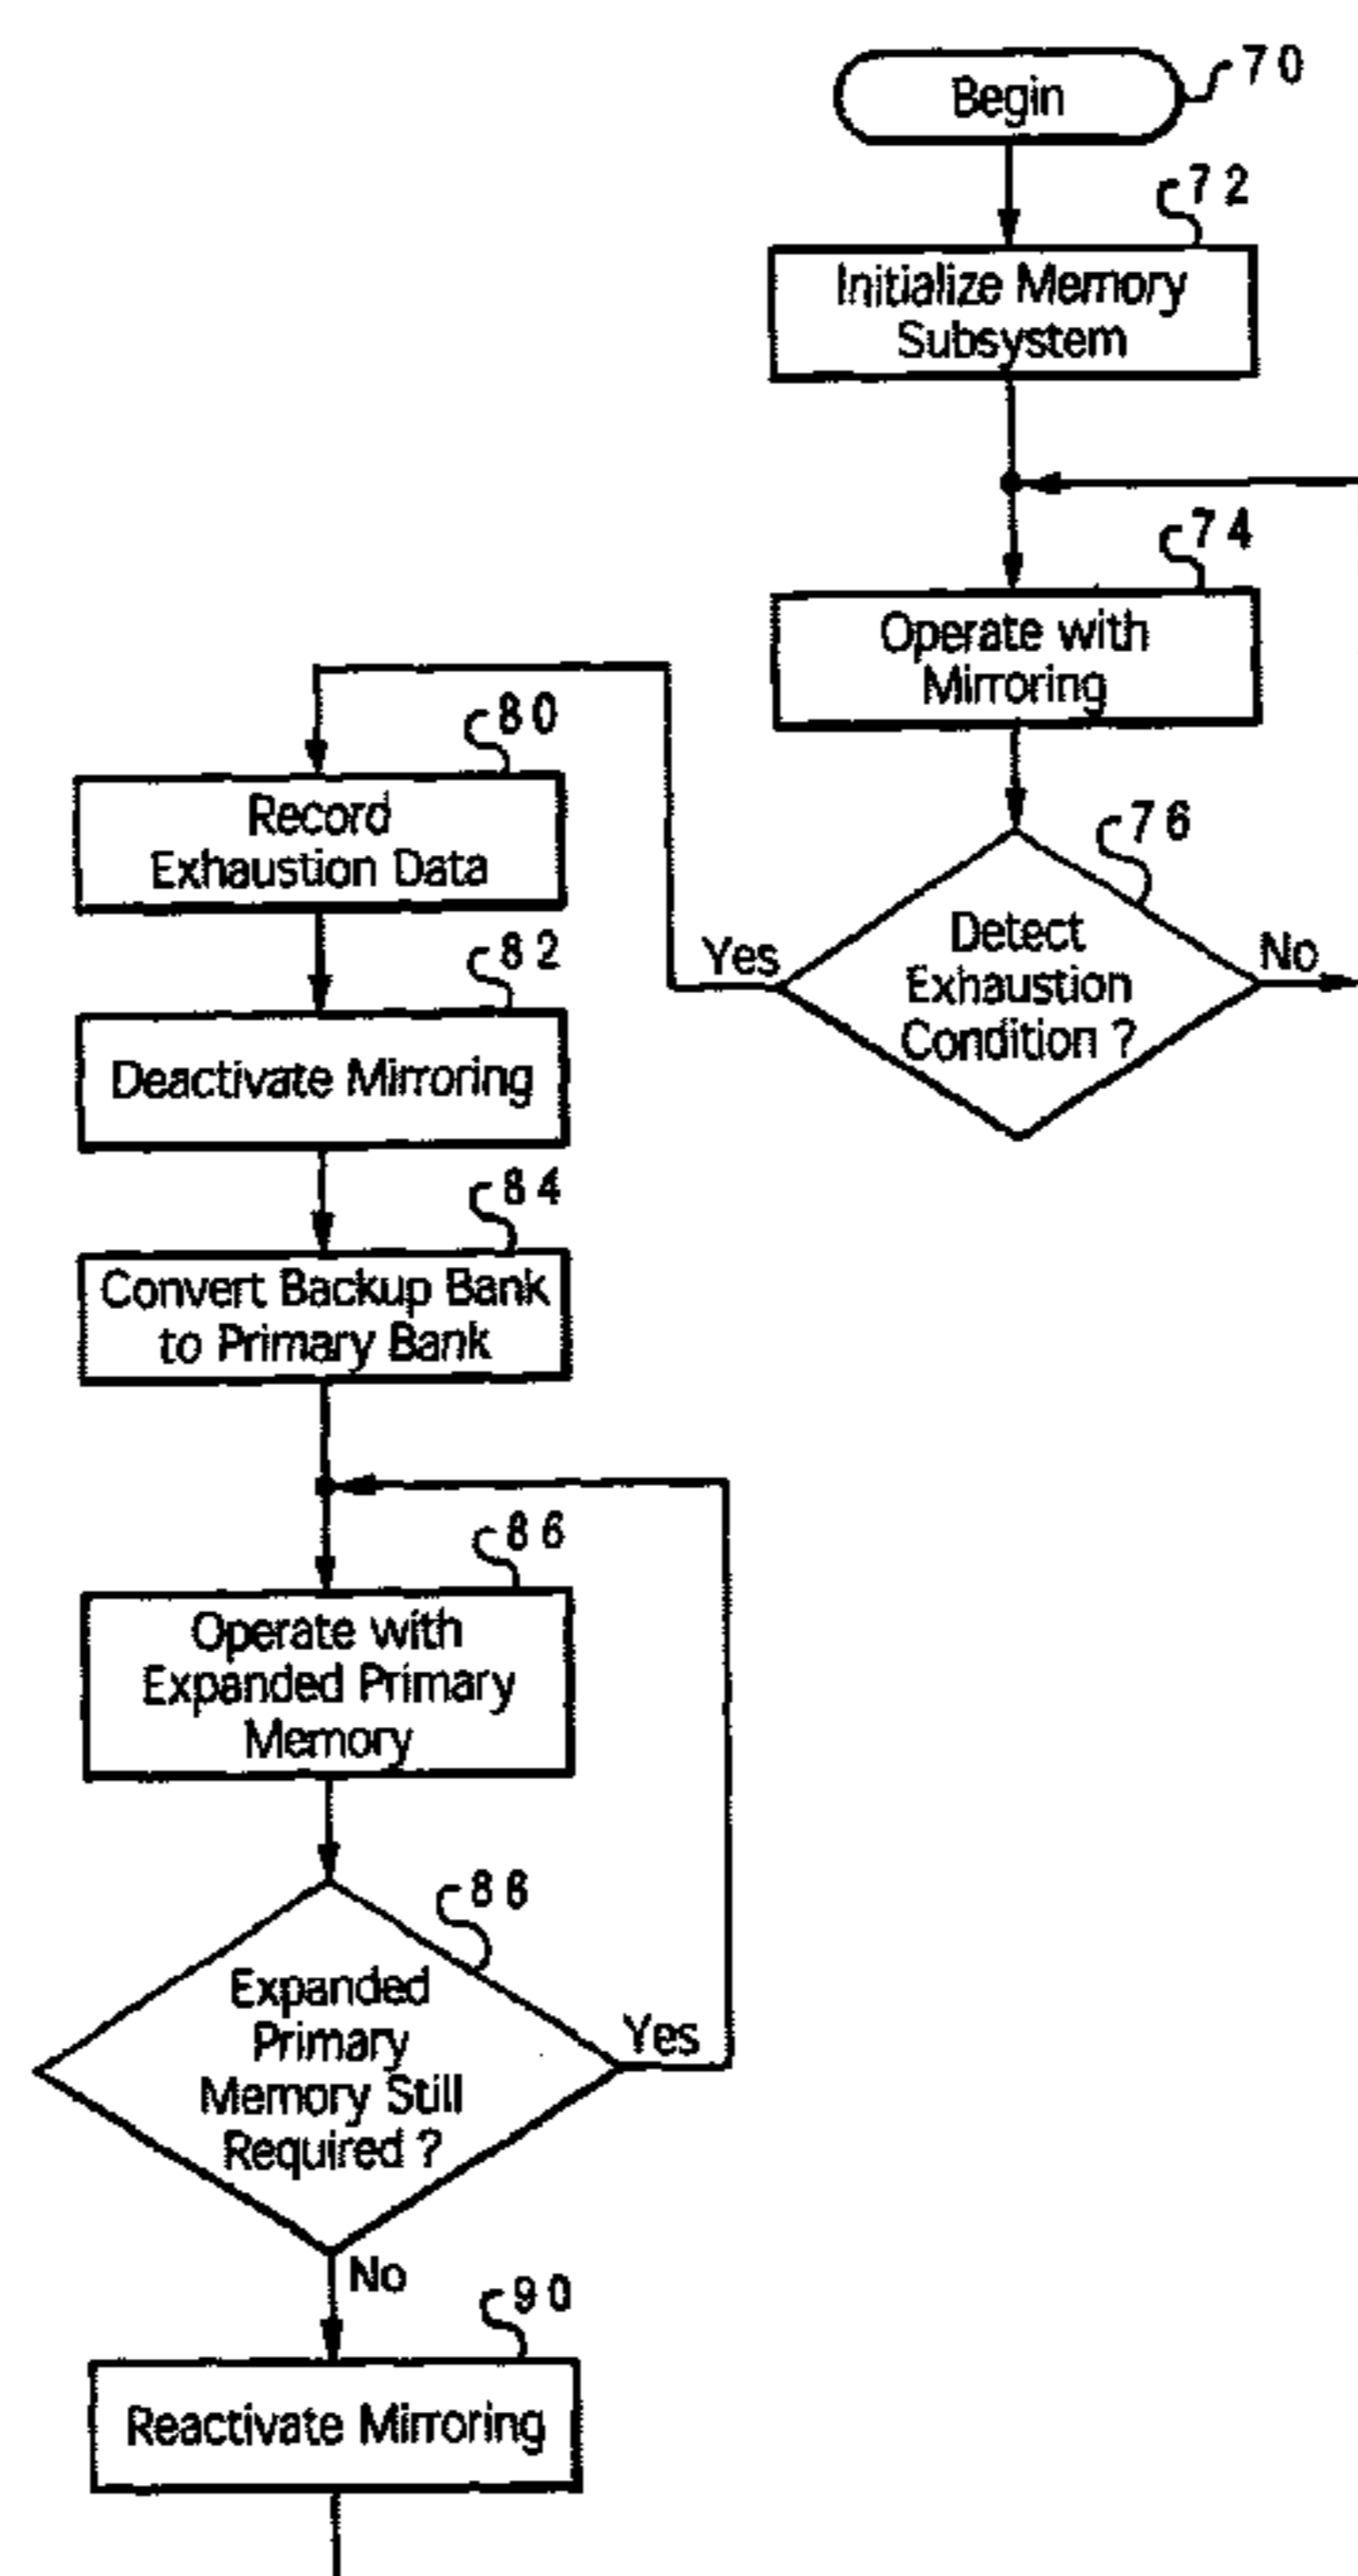 Begin
70
72
Initialize Memory
Subsystem
74
Operate with
Mirroring
76
Detect
Exhaustion
Condition ?
Yes
No
80
Record
Exhaustion Data
82
Deactivate Mirroring
84
Convert Backup Bank
to Primary Bank
86
Operate with
Expanded Primary
Memory
88
Expanded
Primary
Memory Still
Required ?
Yes
No
90
Reactivate Mirroring